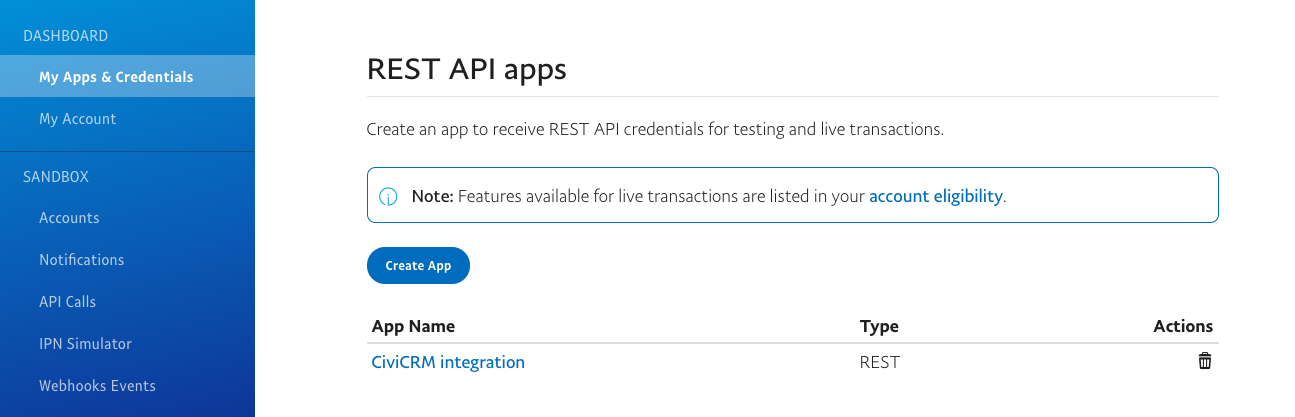 DASHBOARD
My Apps & Credentials
My Account
SANDBOX
Accounts
Notifications
API Calls
IPN Simulator
Webhooks Events
REST API apps
Create an app to receive REST API credentials for testing and live transactions.
Note: Features available for live transactions are listed in your account eligibility.
Create App
App Name Type Actions
CiviCRM integration REST